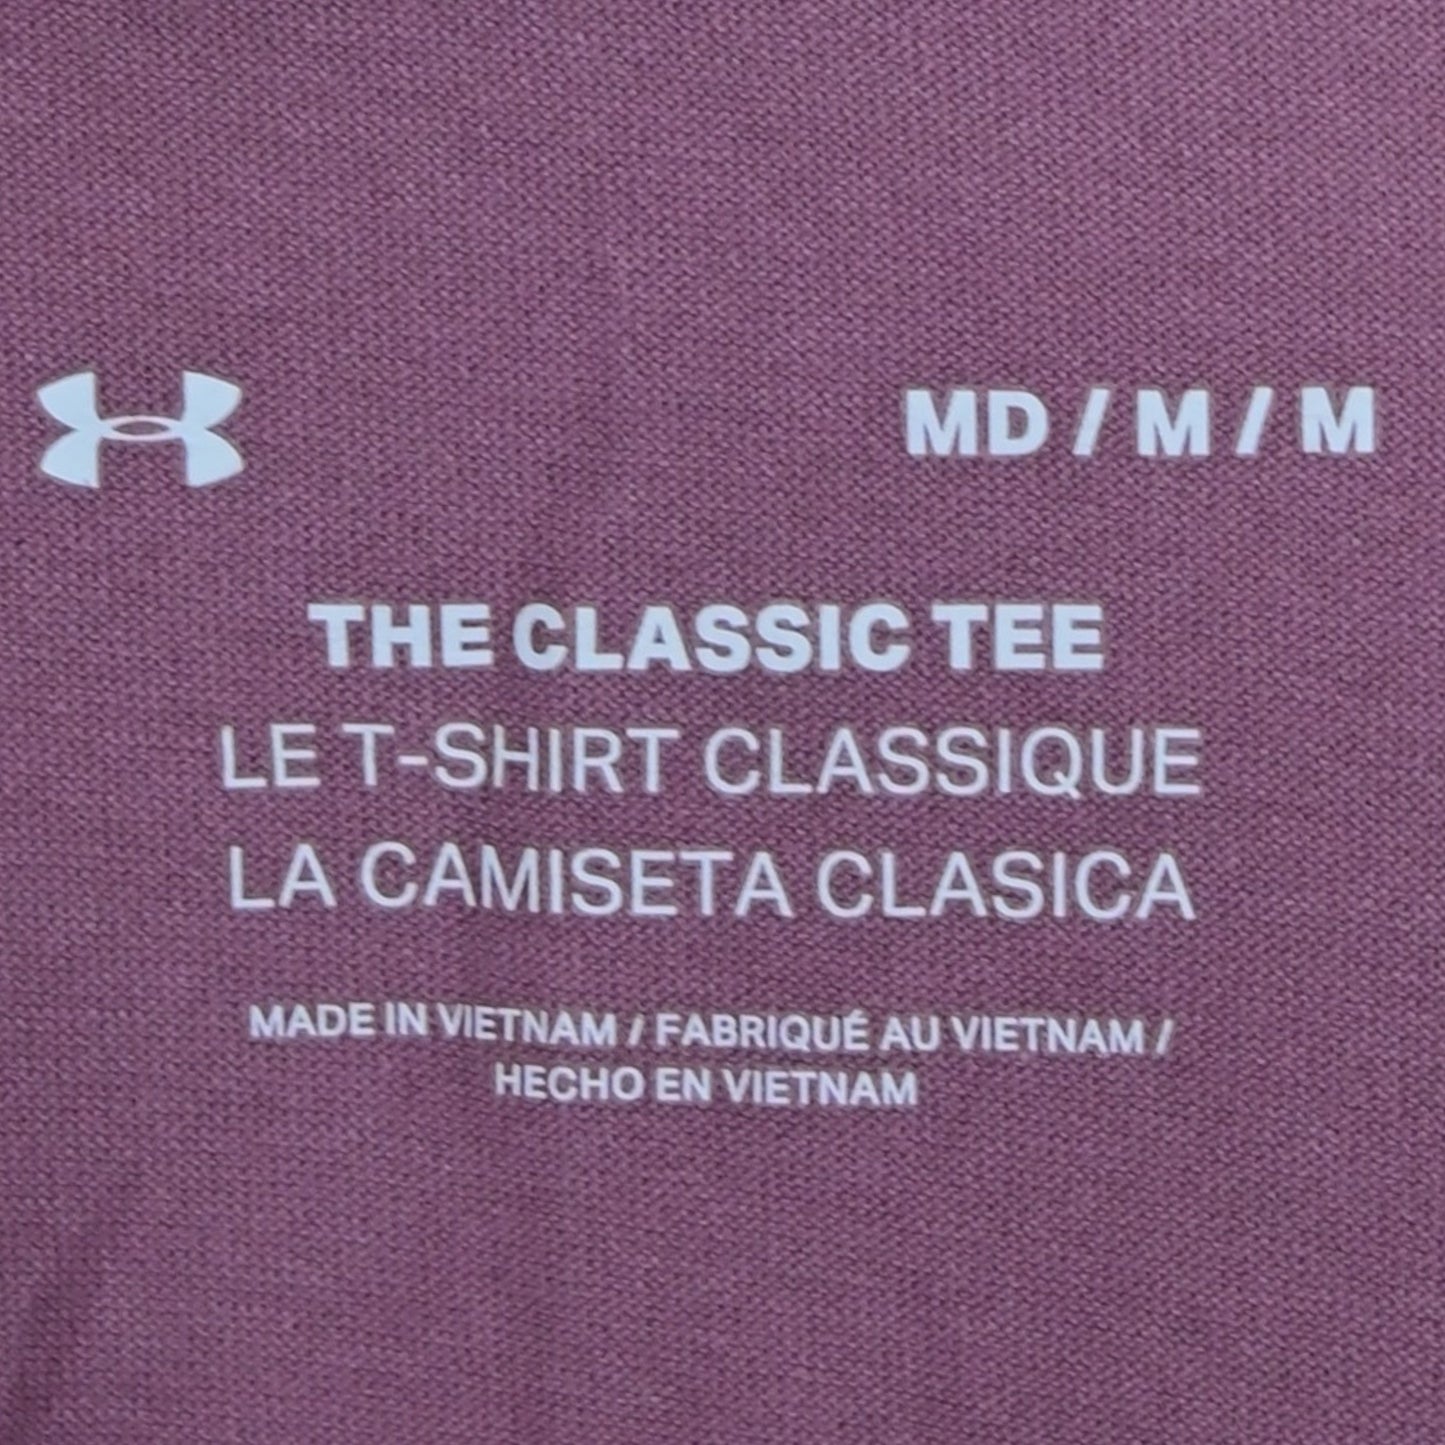 MD / M / M
THE CLASSIC TEE
LE T-SHIRT CLASSIQUE
LA CAMISETA CLASICA
MADE IN VIETNAM / FABRIQUÉ AU VIETNAM /
HECHO EN VIETNAM